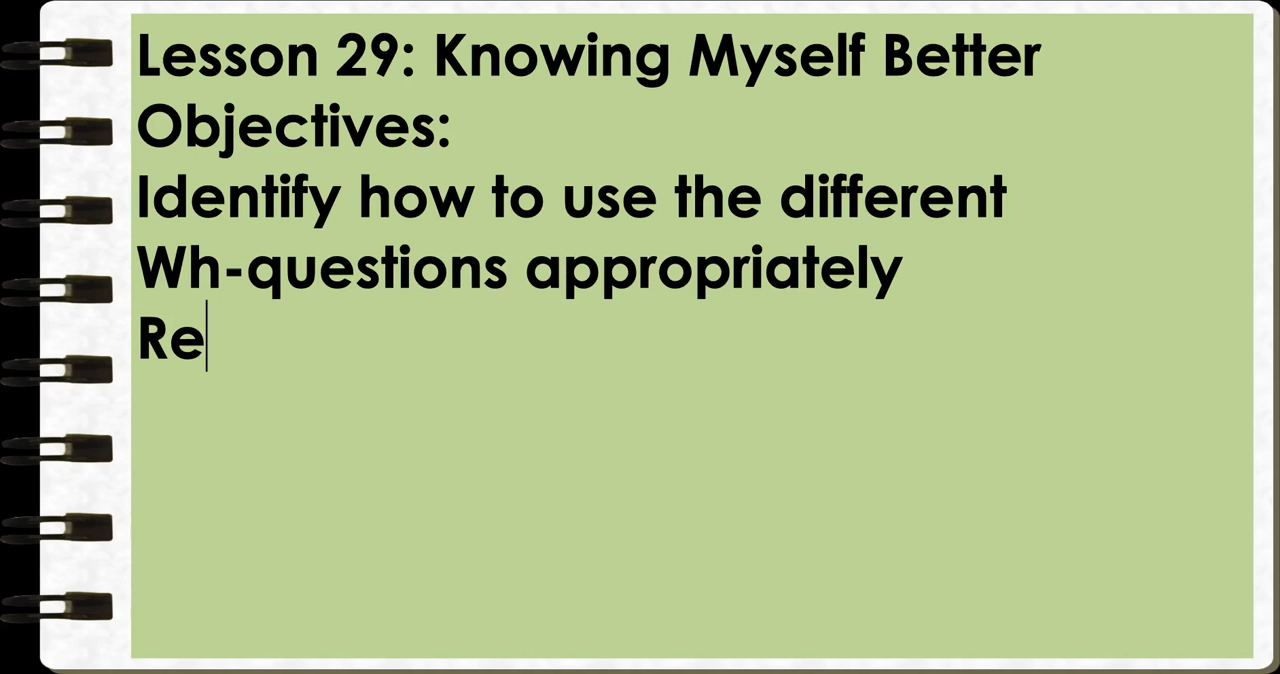 Lesson 29: Knowing Myself Better
Objectives:
Identify how to use the different
Wh-questions appropriately
Re